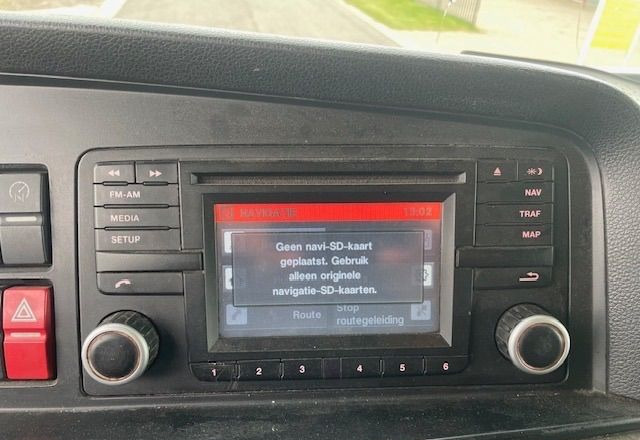 FM-AM
MEDIA
SETUP
NAVIGATIE 13:02
Geen navi-SD-kaart
geplaatst. Gebruik
alleen originele
navigatie-SD-kaarten.
Route
Stop
routegeleiding
NAV
TRAF
MAP
1 2 3 4 5 6